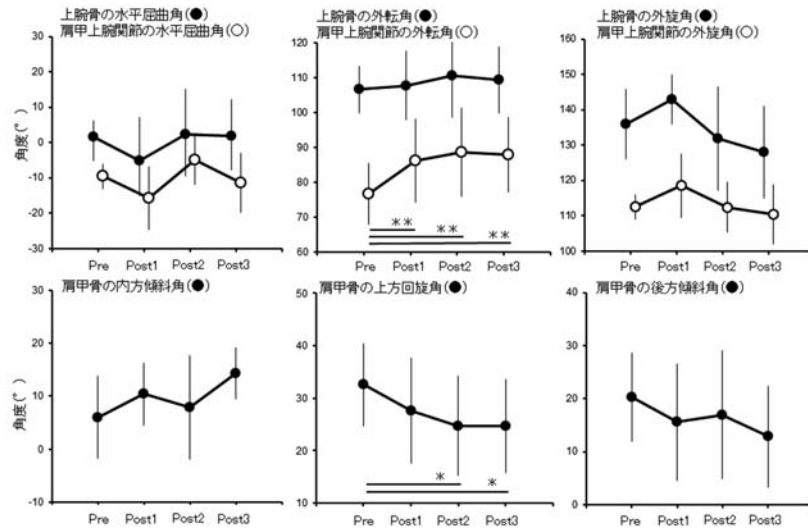 上腕骨の水平屈曲角(●)
肩甲上腕関節の水平屈曲角(○)
角度(°)
30
20
10
0
-10
-20
-30
Pre Post1 Post2 Post3
上腕骨の外転角(●)
肩甲上腕関節の外転角(○)
120
110
100
90
80
70
60
** ** **
Pre Post1 Post2 Post3
上腕骨の外旋角(●)
肩甲上腕関節の外旋角(○)
160
150
140
130
120
110
100
Pre Post1 Post2 Post3
肩甲骨の内方傾斜角(●)
角度(°)
30
20
10
0
-10
Pre Post1 Post2 Post3
肩甲骨の上方回旋角(●)
50
40
30
20
10
* *
Pre Post1 Post2 Post3
肩甲骨の後方傾斜角(●)
40
30
20
10
0
Pre Post1 Post2 Post3